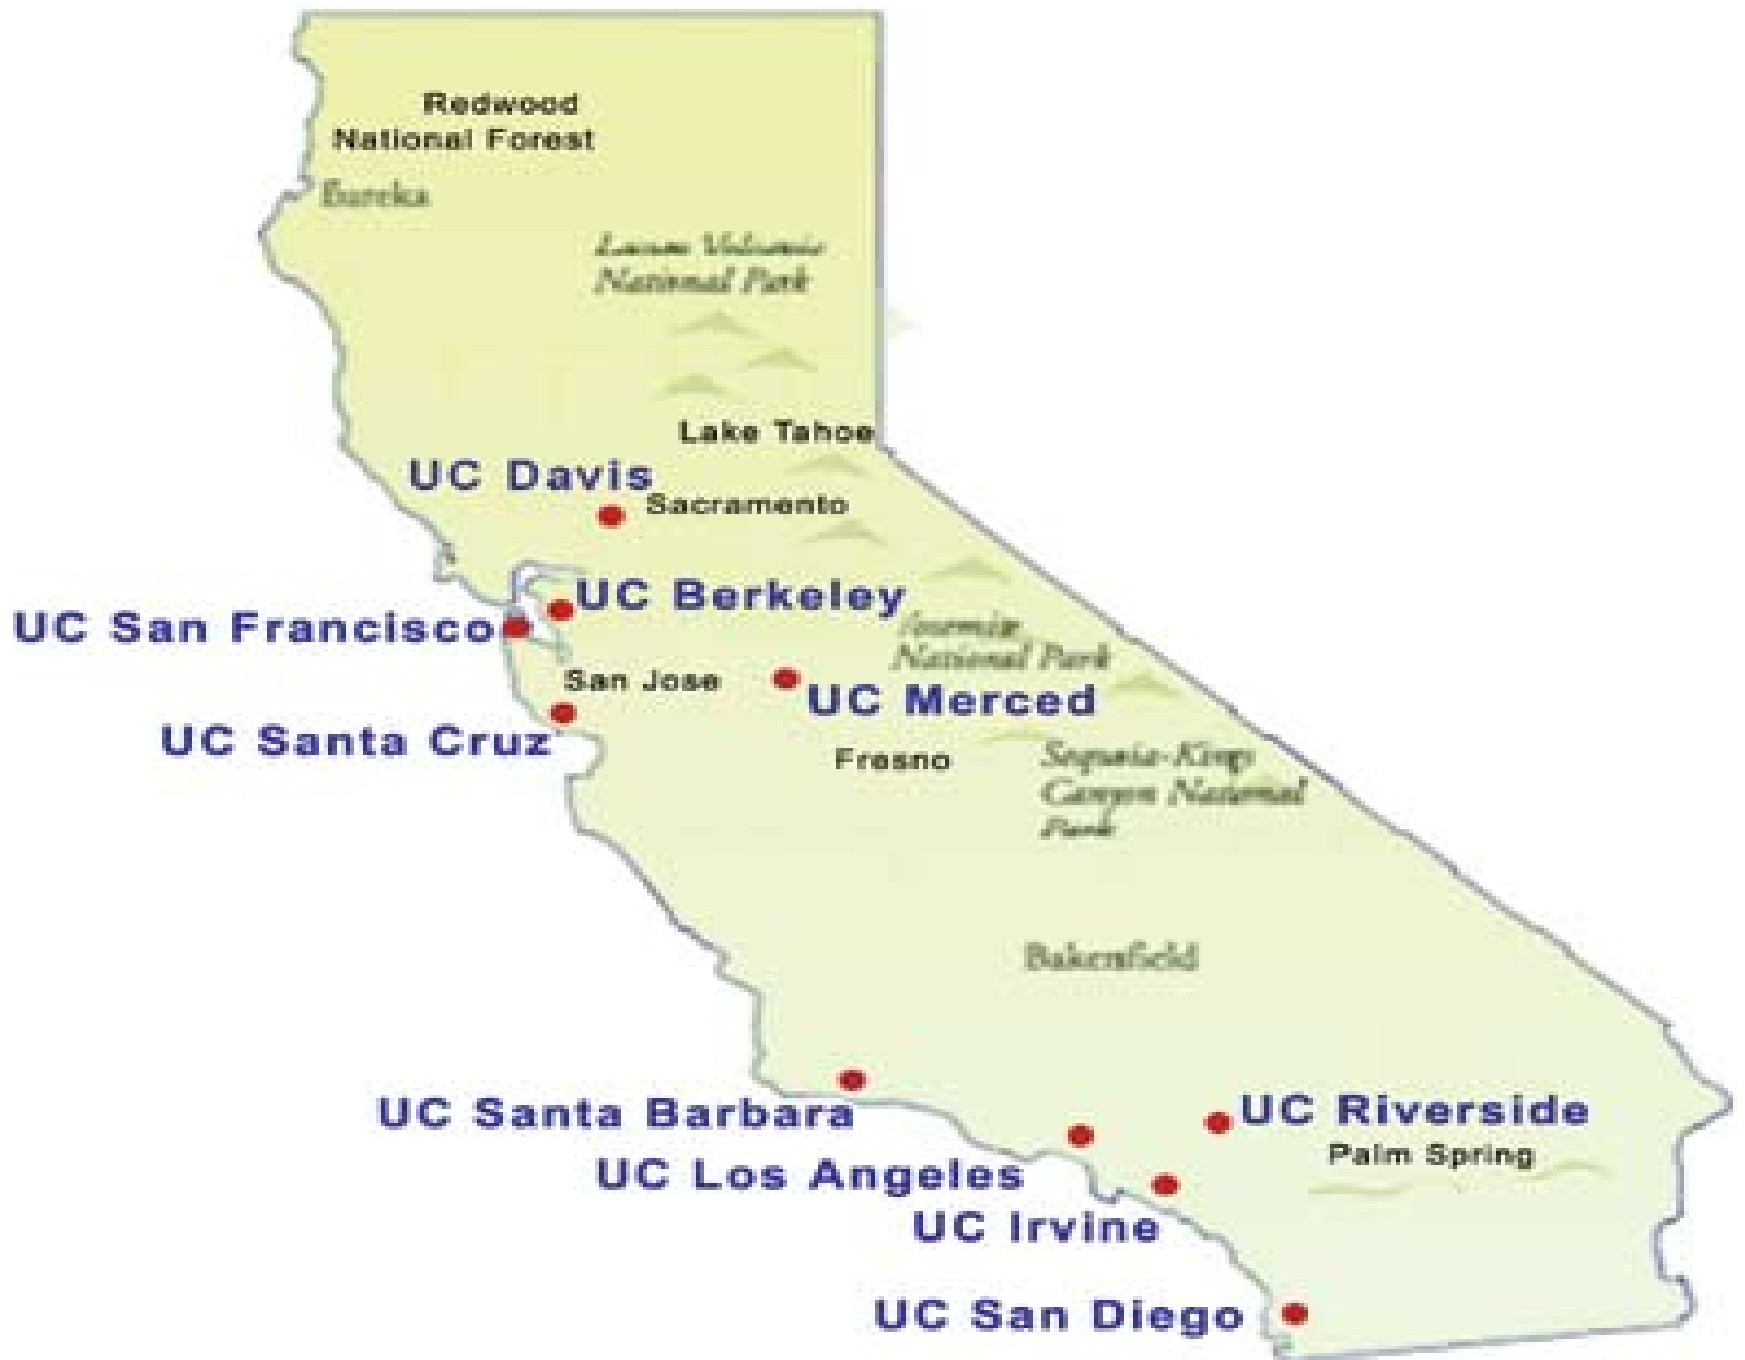 Redwood
National Forest
Eureka
National Park
Lake Tahoe
UC Davis
Sacramento
UC Berkeley
UC San Francisco
Yosemite
National Park
San Jose
UC Merced
UC Santa Cruz
Fresno
Sequoia-Kings
Canyon National
Park
Bakersfield
UC Santa Barbara
UC Riverside
Palm Spring
UC Los Angeles
UC Irvine
UC San Diego